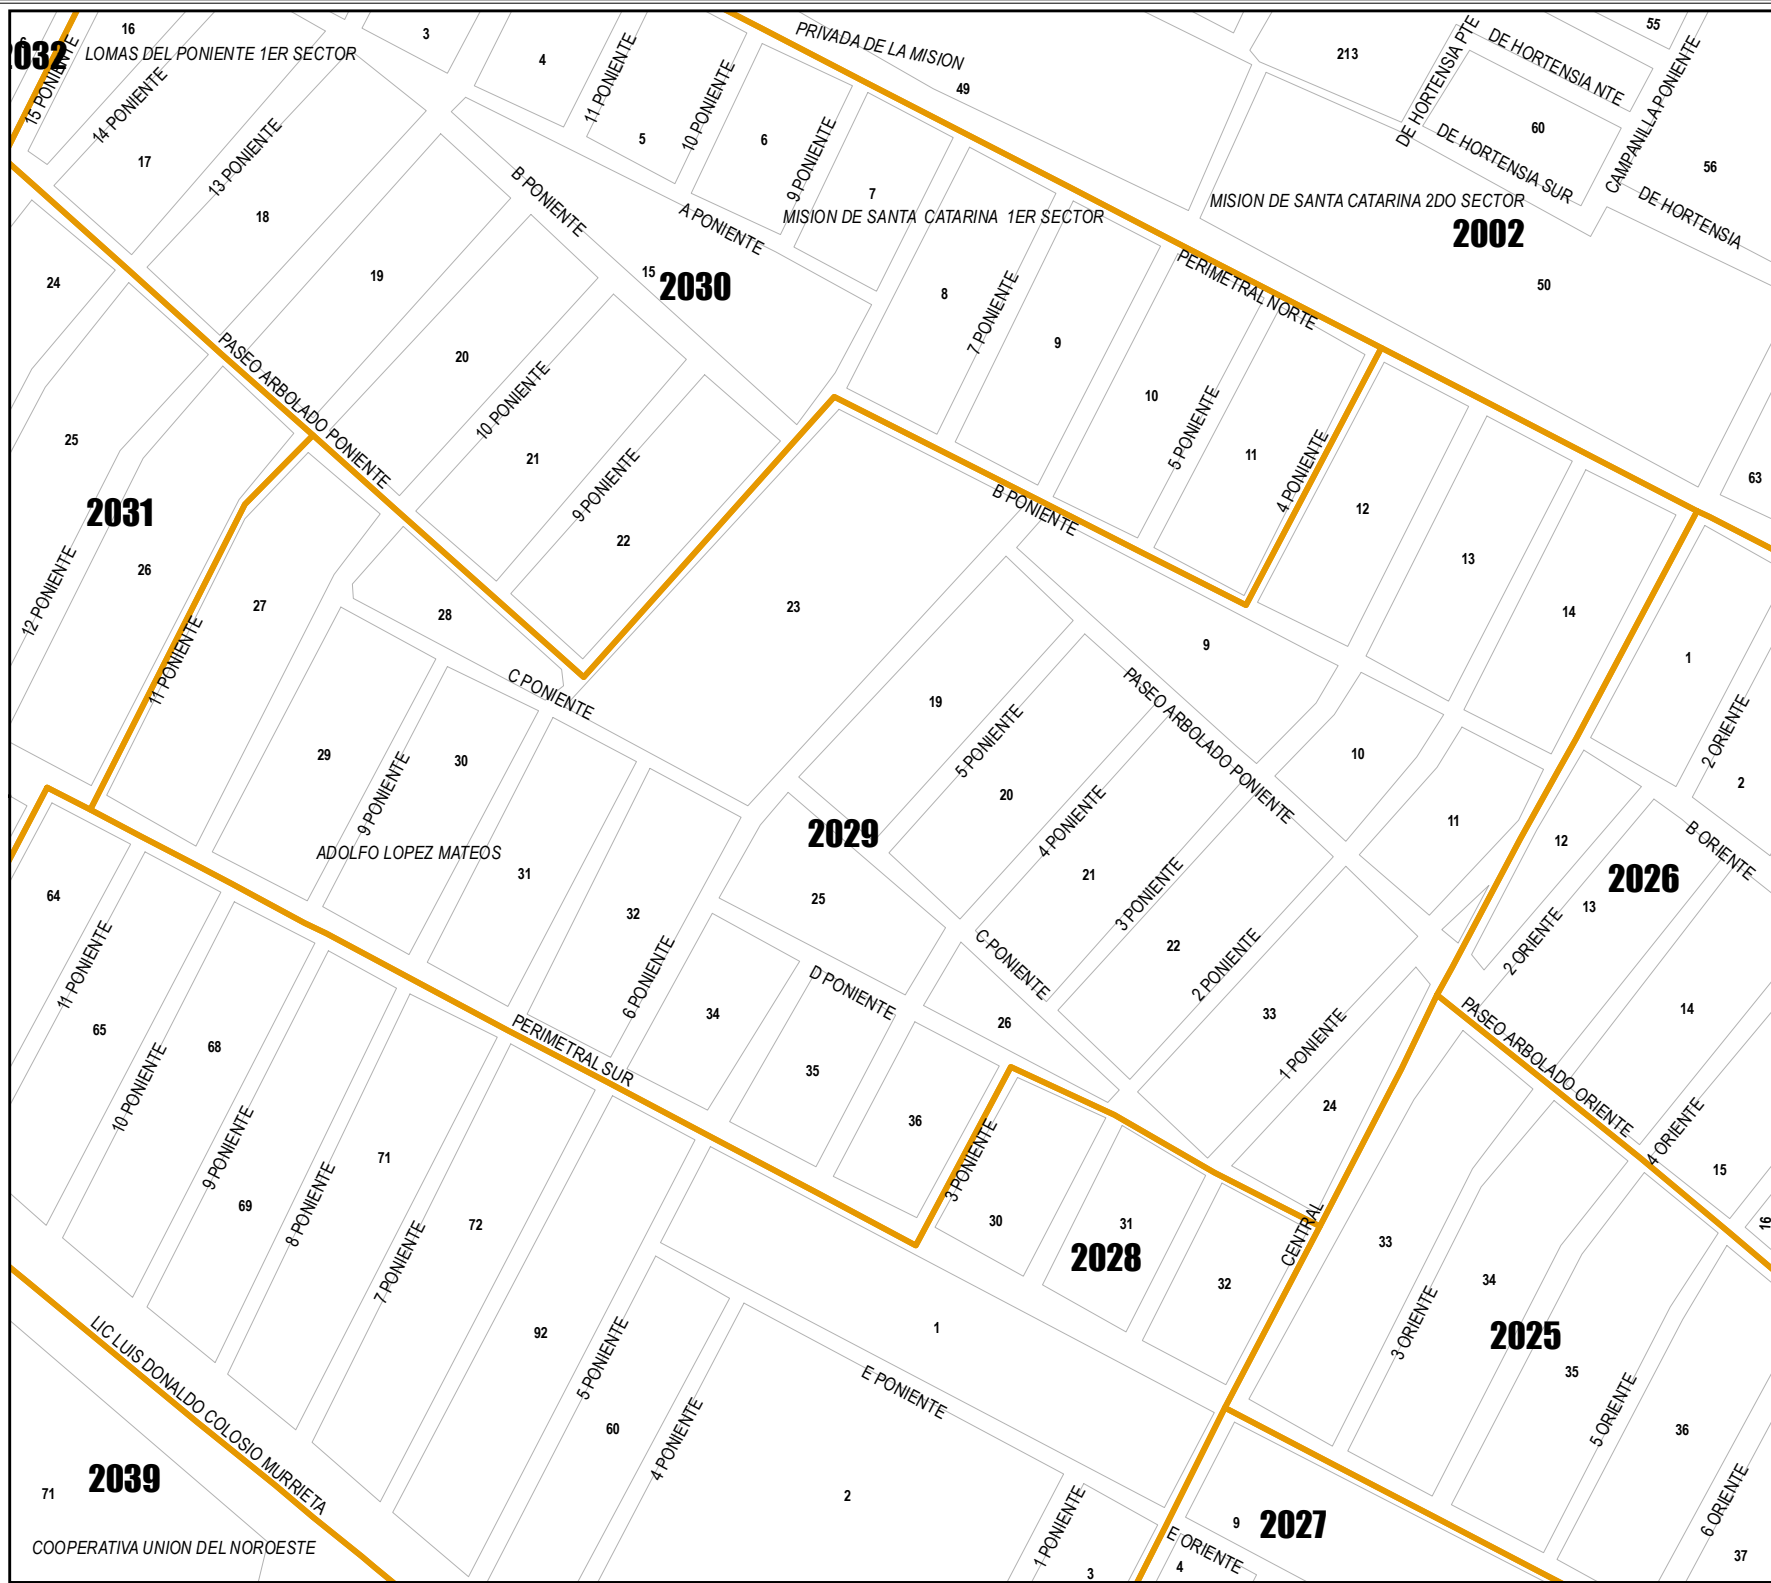 16
3
55
6
2032
LOMAS DEL PONIENTE 1ER SECTOR
4
PRIVADA DE LA MISION
213
DE HORTENSIA NTE
15 PONIENTE
14 PONIENTE
11 PONIENTE
10 PONIENTE
49
DE HORTENSIA PTE
CAMPANILLA PONIENTE
60
17
13 PONIENTE
5
6
9 PONIENTE
DE HORTENSIA SUR
56
18
B PONIENTE
7
A PONIENTE
MISION DE SANTA CATARINA 1ER SECTOR
MISION DE SANTA CATARINA 2DO SECTOR
DE HORTENSIA
2002
24
19
15
2030
8
7 PONIENTE
PERIMETRAL NORTE
50
PASEO ARBOLADO PONIENTE
20
9
10 PONIENTE
10
5 PONIENTE
25
21
11
4 PONIENTE
63
2031
9 PONIENTE
B PONIENTE
12
22
12 PONIENTE
26
13
27
28
23
14
9
1
11 PONIENTE
C PONIENTE
19
PASEO ARBOLADO PONIENTE
2 ORIENTE
29
30
5 PONIENTE
10
2
9 PONIENTE
20
4 PONIENTE
11
ADOLFO LOPEZ MATEOS
2029
12
B ORIENTE
31
21
2026
64
32
25
3 PONIENTE
13
11 PONIENTE
6 PONIENTE
D PONIENTE
C PONIENTE
22
2 PONIENTE
2 ORIENTE
65
68
PERIMETRAL SUR
34
26
33
1 PONIENTE
PASEO ARBOLADO ORIENTE
14
10 PONIENTE
35
9 PONIENTE
71
36
24
4 ORIENTE
69
8 PONIENTE
3 PONIENTE
15
72
30
31
CENTRAL
33
16
7 PONIENTE
2028
32
34
LIC LUIS DONALDO COLOSIO MURRIETA
92
5 PONIENTE
1
3 ORIENTE
2025
E PONIENTE
35
60
4 PONIENTE
5 ORIENTE
36
2039
71
2
1 PONIENTE
9
2027
6 ORIENTE
COOPERATIVA UNION DEL NOROESTE
E ORIENTE
37
3
4